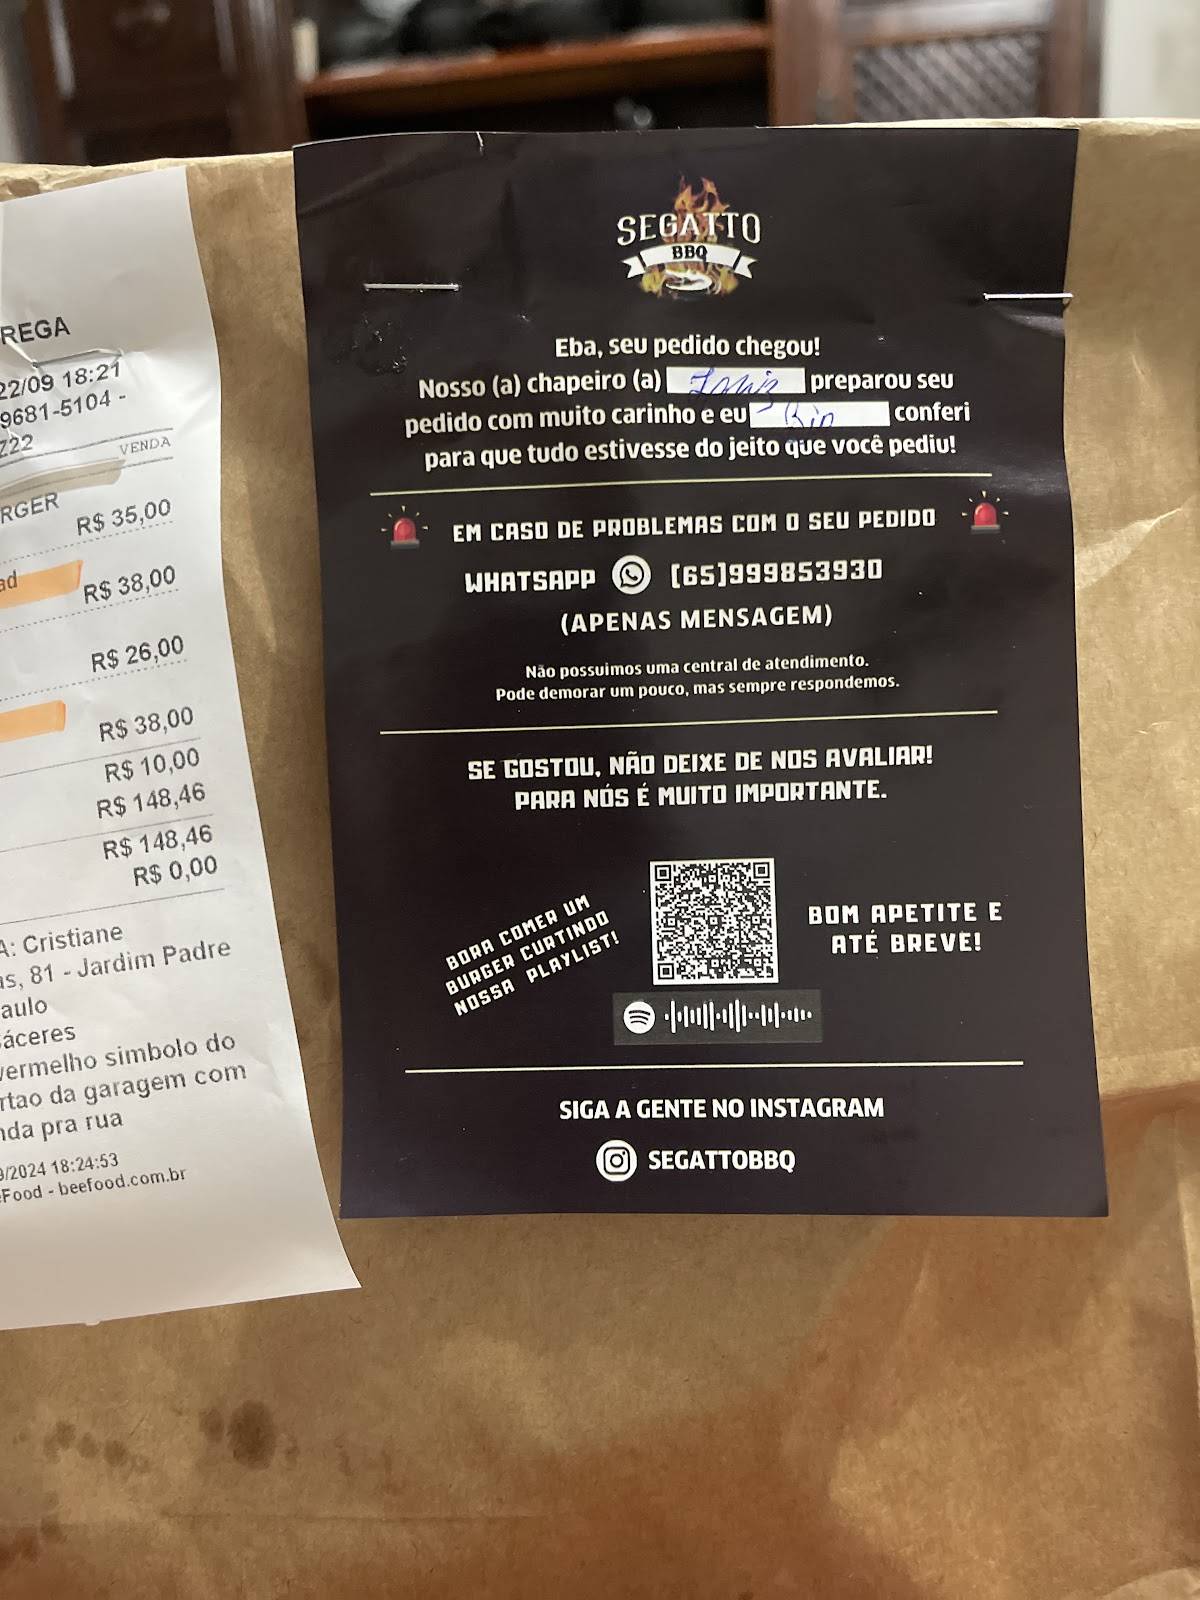 REGA
22/09 18:21
9681-5104 -
Z22
VENDA
RGER
R$ 35,00
ad
R$ 38,00
R$ 26,00
R$ 38,00
R$ 10,00
R$ 148,46
R$ 148,46
R$ 0,00
A: Cristiane
as, 81 - Jardim Padre
aulo
áceres
vermelho simbolo do
rtao da garagem com
nda pra rua
9/2024 18:24:53
Food - beefood.com.br
SEGATTO
BBQ
Eba, seu pedido chegou!
Nosso (a) chapeiro (a) Luiz preparou seu
pedido com muito carinho e eu conferi
para que tudo estivesse do jeito que você pediu!
EM CASO DE PROBLEMAS COM O SEU PEDIDO
WHATSAPP [65]999853930
(APENAS MENSAGEM)
Não possuimos uma central de atendimento.
Pode demorar um pouco, mas sempre respondemos.
SE GOSTOU, NÃO DEIXE DE NOS AVALIAR!
PARA NÓS É MUITO IMPORTANTE.
BORA COMER UM
BURGER CURTINDO
NOSSA PLAYLIST!
BOM APETITE E
ATÉ BREVE!
SIGA A GENTE NO INSTAGRAM
SEGATTOBBQ